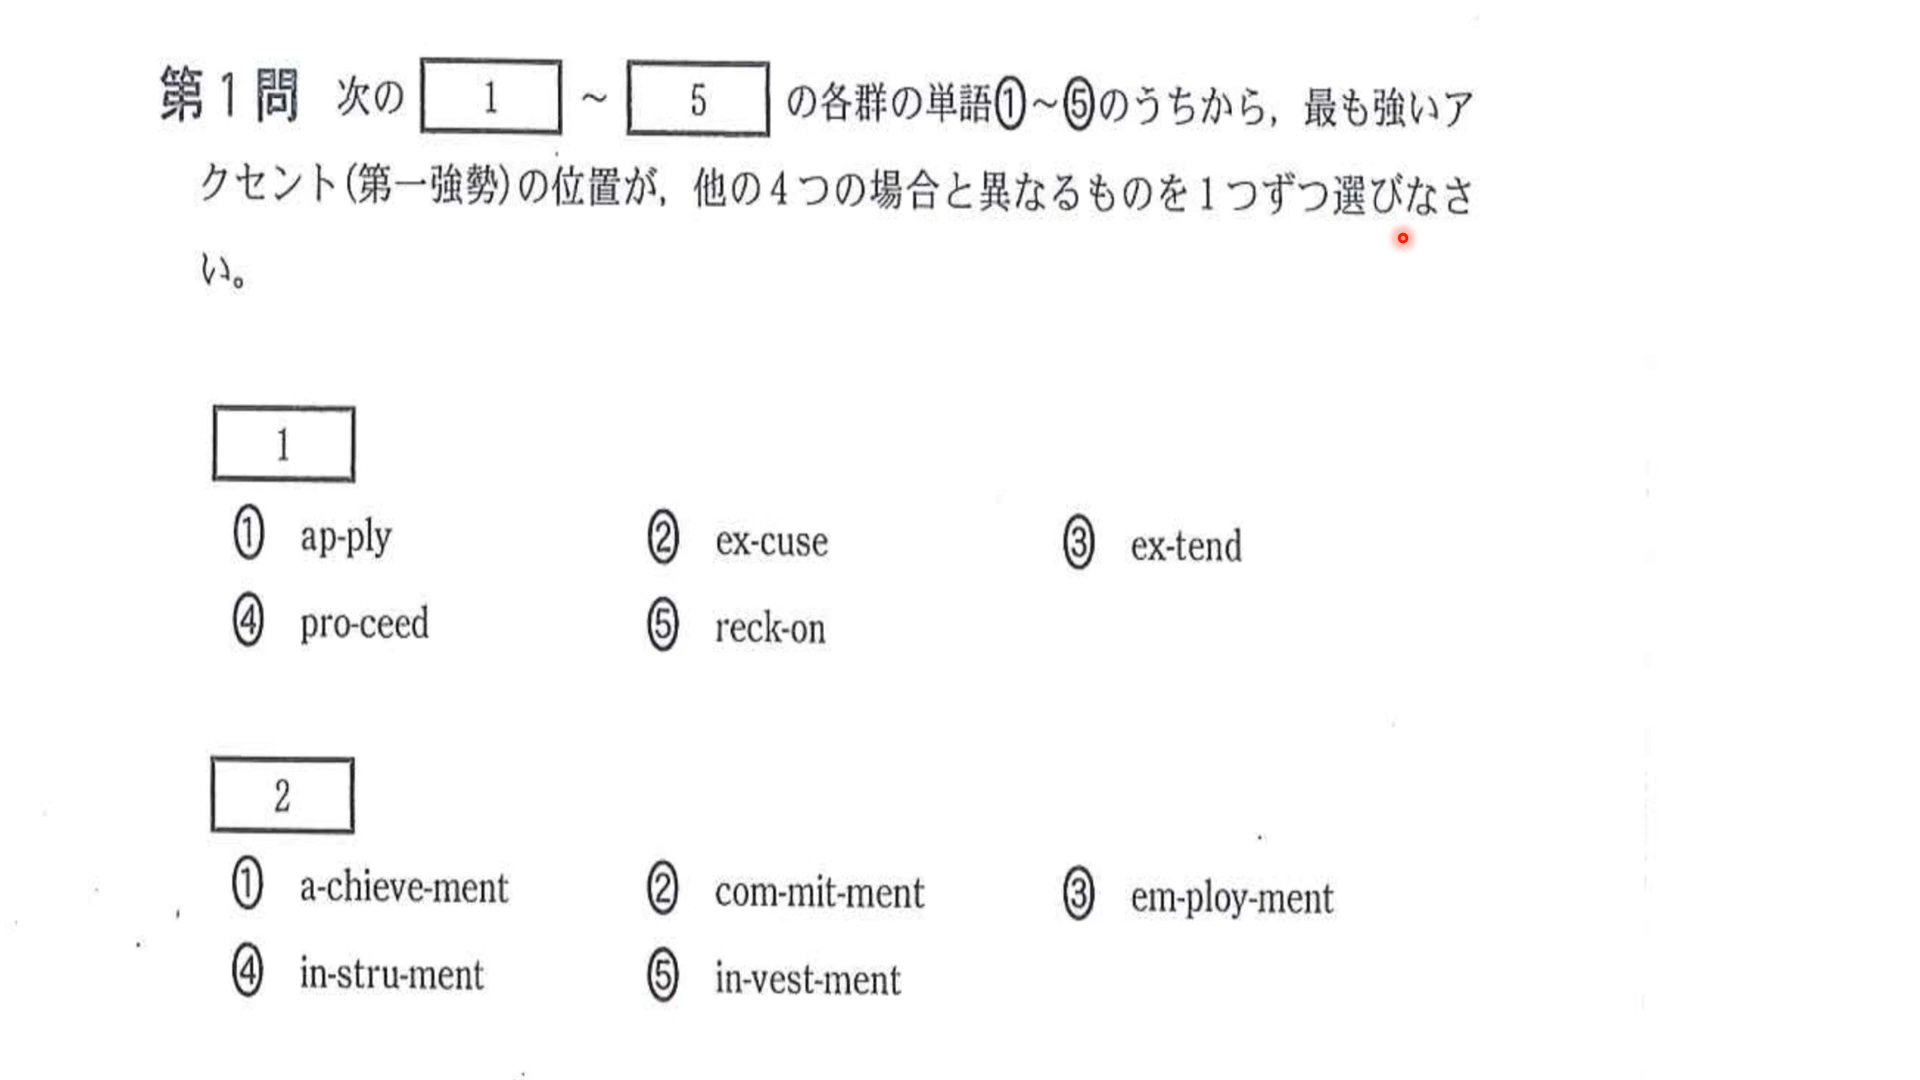 第1問 次の 1 ～ 5 の各群の単語①～⑤のうちから，最も強いア
クセント(第一強勢)の位置が，他の4つの場合と異なるものを1つずつ選びなさ
い。
1
① ap-ply ② ex-cuse ③ ex-tend
④ pro-ceed ⑤ reck-on
2
① a-chieve-ment ② com-mit-ment ③ em-ploy-ment
④ in-stru-ment ⑤ in-vest-ment